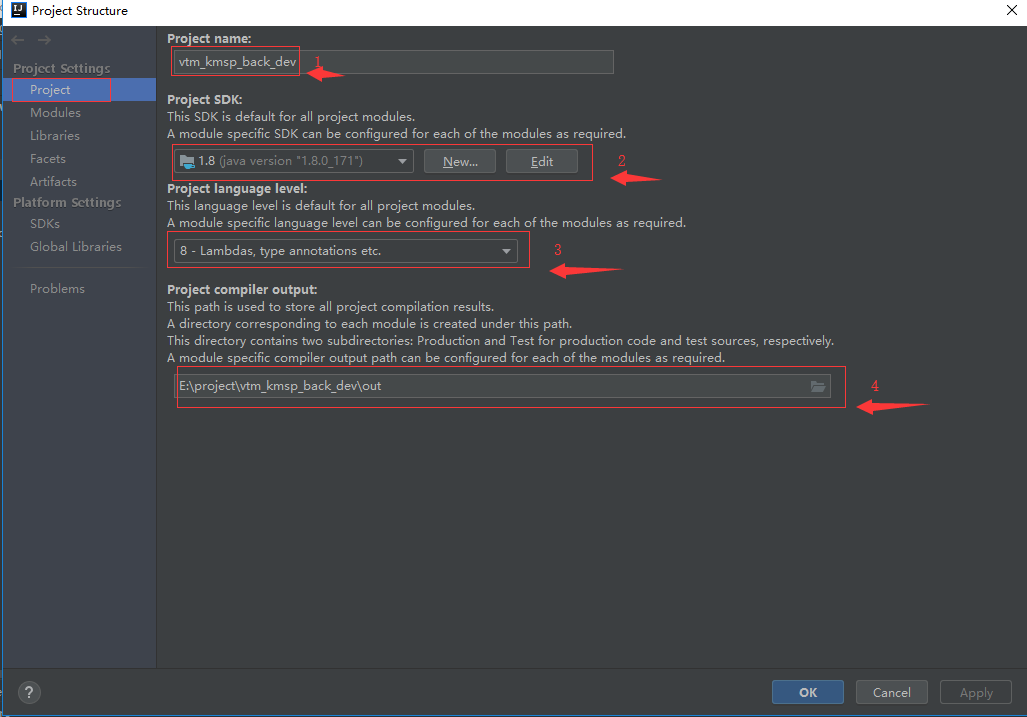 Project Structure
Project Settings
Project
Modules
Libraries
Facets
Artifacts
Platform Settings
SDKs
Global Libraries
Problems
Project name:
vtm_kmsp_back_dev
1
Project SDK:
This SDK is default for all project modules.
A module specific SDK can be configured for each of the modules as required.
1.8 (java version "1.8.0_171") New... Edit
2
Project language level:
This language level is default for all project modules.
A module specific language level can be configured for each of the modules as required.
8 - Lambdas, type annotations etc.
3
Project compiler output:
This path is used to store all project compilation results.
A directory corresponding to each module is created under this path.
This directory contains two subdirectories: Production and Test for production code and test sources, respectively.
A module specific compiler output path can be configured for each of the modules as required.
E:\project\vtm_kmsp_back_dev\out
4
? OK Cancel Apply